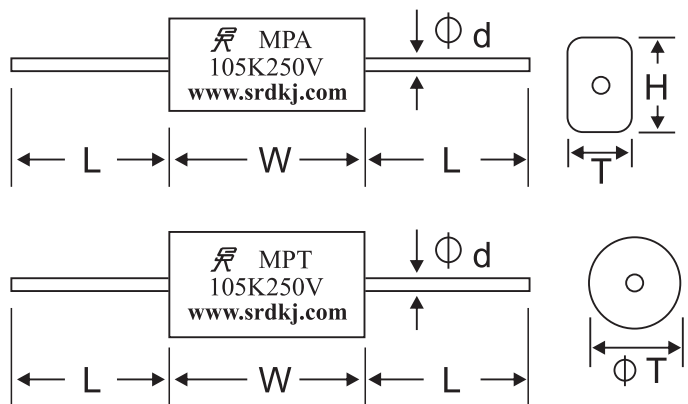 MPA
105K250V
www.srdkj.com
Φ d
L
W
L
H
T
MPT
105K250V
www.srdkj.com
Φ d
L
W
L
Φ T